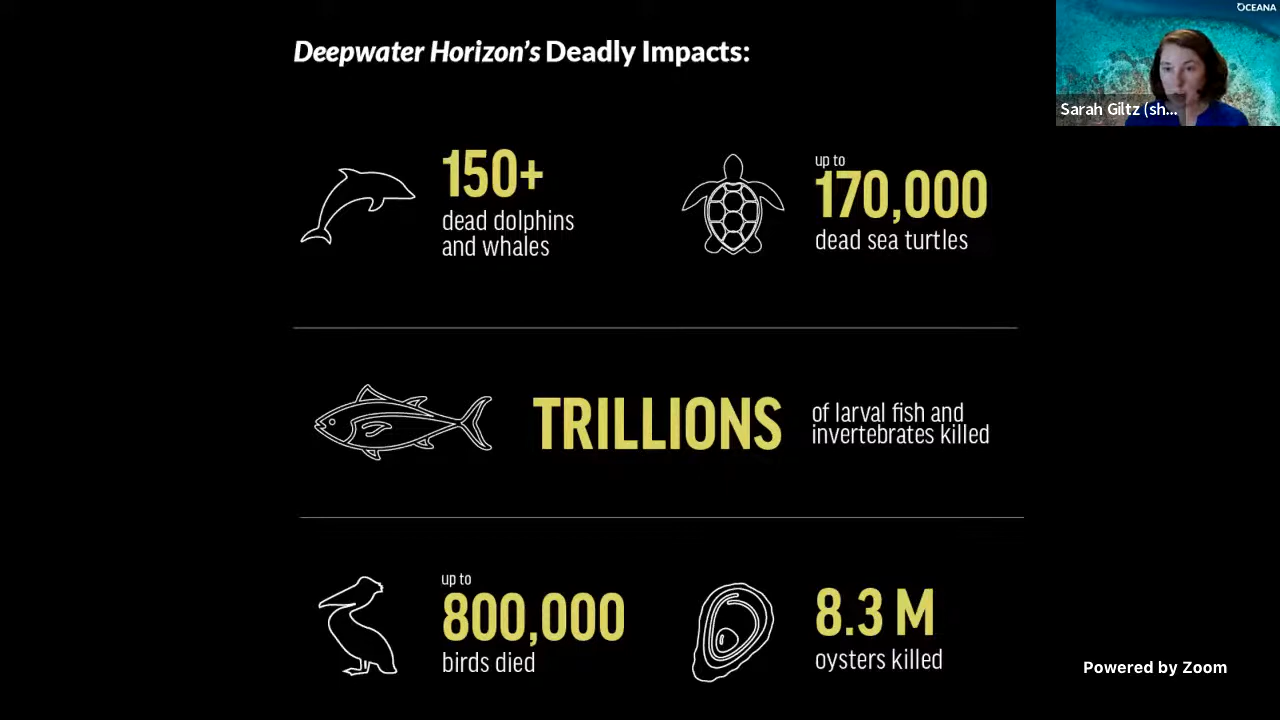 Deepwater Horizon's Deadly Impacts:
OCEANA
Sarah Giltz (sh...
150+
dead dolphins
and whales
up to
170,000
dead sea turtles
TRILLIONS
of larval fish and
invertebrates killed
up to
800,000
birds died
8.3 M
oysters killed
Powered by Zoom